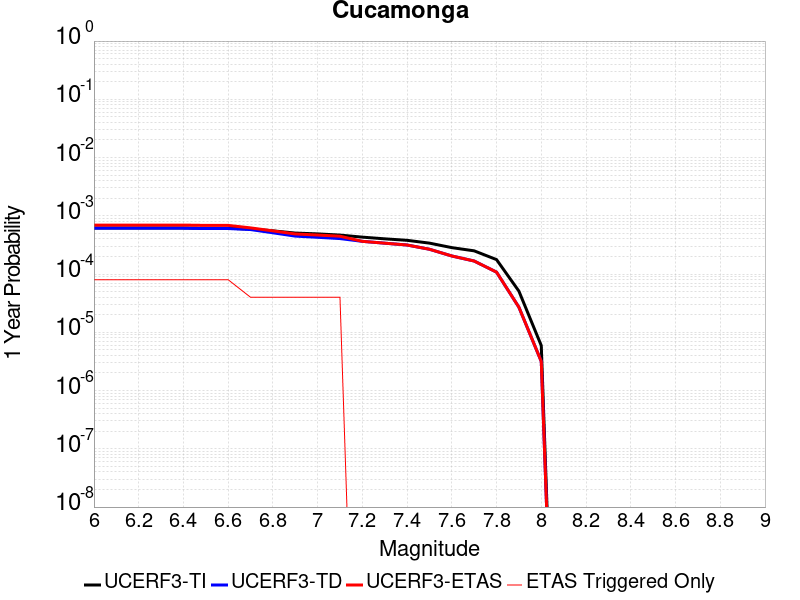 Cucamonga
10^0
10^-1
10^-2
10^-3
10^-4
10^-5
10^-6
10^-7
10^-8
1 Year Probability
6 6.2 6.4 6.6 6.8 7 7.2 7.4 7.6 7.8 8 8.2 8.4 8.6 8.8 9
Magnitude
UCERF3-TI UCERF3-TD UCERF3-ETAS ETAS Triggered Only